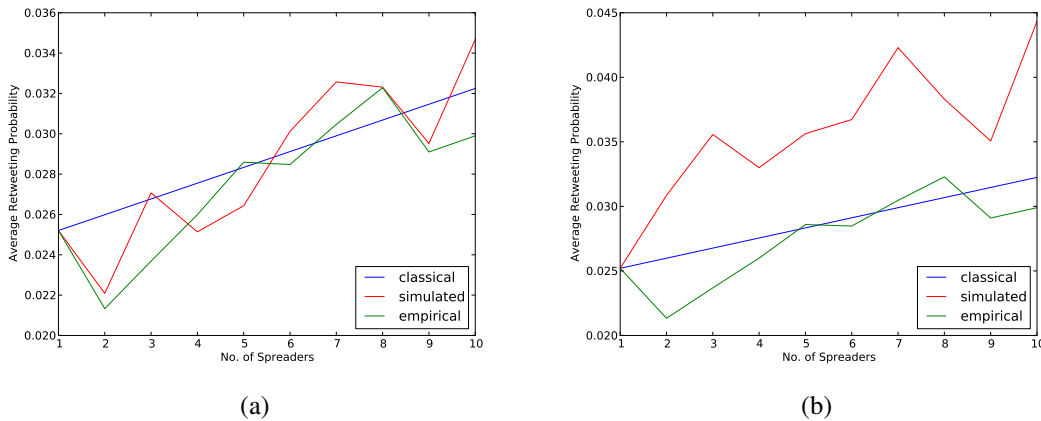 0.036
0.034
0.032
0.030
0.028
0.026
0.024
0.022
0.020
Average Retweeting Probability
1 2 3 4 5 6 7 8 9 10
No. of Spreaders
classical
simulated
empirical
(a)
0.045
0.040
0.035
0.030
0.025
0.020
Average Retweeting Probability
1 2 3 4 5 6 7 8 9 10
No. of Spreaders
classical
simulated
empirical
(b)